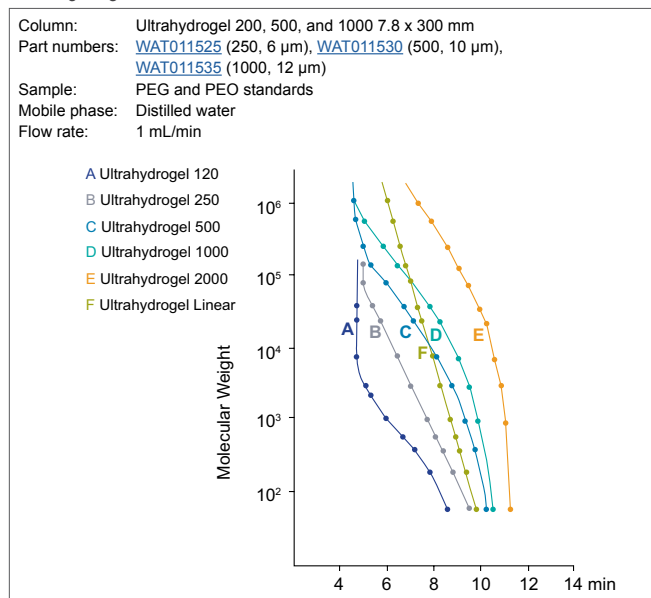 Column: Ultrahydrogel 200, 500, and 1000 7.8 x 300 mm
Part numbers: WAT011525 (250, 6 µm), WAT011530 (500, 10 µm),
WAT011535 (1000, 12 µm)
Sample: PEG and PEO standards
Mobile phase: Distilled water
Flow rate: 1 mL/min
A Ultrahydrogel 120
B Ultrahydrogel 250
C Ultrahydrogel 500
D Ultrahydrogel 1000
E Ultrahydrogel 2000
F Ultrahydrogel Linear
Molecular Weight
10⁶
10⁵
10⁴
10³
10²
A
B
C
D
E
F
4 6 8 10 12 14 min